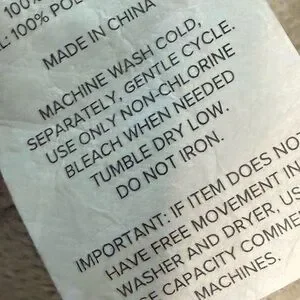 100%
L: 100% POL
MADE IN CHINA
MACHINE WASH COLD,
SEPARATELY, GENTLE CYCLE.
USE ONLY NON-CHLORINE
BLEACH WHEN NEEDED
TUMBLE DRY LOW.
DO NOT IRON.
IMPORTANT: IF ITEM DOES NO
HAVE FREE MOVEMENT IN
WASHER AND DRYER, US
GE CAPACITY COMME
MACHINES.